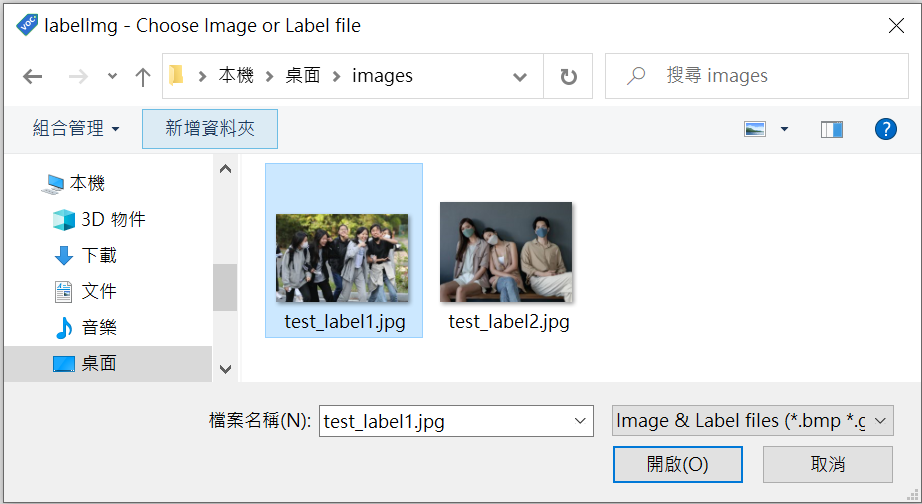 VOC
labelImg - Choose Image or Label file
本機 桌面 images
搜尋 images
組合管理
新增資料夾
?
本機
3D 物件
下載
文件
音樂
桌面
test_label1.jpg
test_label2.jpg
檔案名稱(N):
test_label1.jpg
Image & Label files (*.bmp *.g
開啟(O)
取消